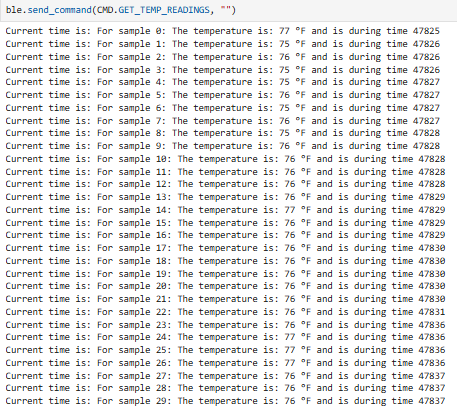 ble.send_command(CMD.GET_TEMP_READINGS, "")
Current time is: For sample 0: The temperature is: 77 °F and is during time 47825
Current time is: For sample 1: The temperature is: 75 °F and is during time 47826
Current time is: For sample 2: The temperature is: 76 °F and is during time 47826
Current time is: For sample 3: The temperature is: 75 °F and is during time 47826
Current time is: For sample 4: The temperature is: 75 °F and is during time 47827
Current time is: For sample 5: The temperature is: 76 °F and is during time 47827
Current time is: For sample 6: The temperature is: 75 °F and is during time 47827
Current time is: For sample 7: The temperature is: 76 °F and is during time 47827
Current time is: For sample 8: The temperature is: 75 °F and is during time 47828
Current time is: For sample 9: The temperature is: 76 °F and is during time 47828
Current time is: For sample 10: The temperature is: 76 °F and is during time 47828
Current time is: For sample 11: The temperature is: 76 °F and is during time 47828
Current time is: For sample 12: The temperature is: 76 °F and is during time 47828
Current time is: For sample 13: The temperature is: 76 °F and is during time 47829
Current time is: For sample 14: The temperature is: 77 °F and is during time 47829
Current time is: For sample 15: The temperature is: 76 °F and is during time 47829
Current time is: For sample 16: The temperature is: 76 °F and is during time 47829
Current time is: For sample 17: The temperature is: 76 °F and is during time 47830
Current time is: For sample 18: The temperature is: 76 °F and is during time 47830
Current time is: For sample 19: The temperature is: 76 °F and is during time 47830
Current time is: For sample 20: The temperature is: 76 °F and is during time 47830
Current time is: For sample 21: The temperature is: 76 °F and is during time 47830
Current time is: For sample 22: The temperature is: 76 °F and is during time 47831
Current time is: For sample 23: The temperature is: 76 °F and is during time 47836
Current time is: For sample 24: The temperature is: 77 °F and is during time 47836
Current time is: For sample 25: The temperature is: 77 °F and is during time 47836
Current time is: For sample 26: The temperature is: 77 °F and is during time 47836
Current time is: For sample 27: The temperature is: 76 °F and is during time 47837
Current time is: For sample 28: The temperature is: 76 °F and is during time 47837
Current time is: For sample 29: The temperature is: 76 °F and is during time 47837